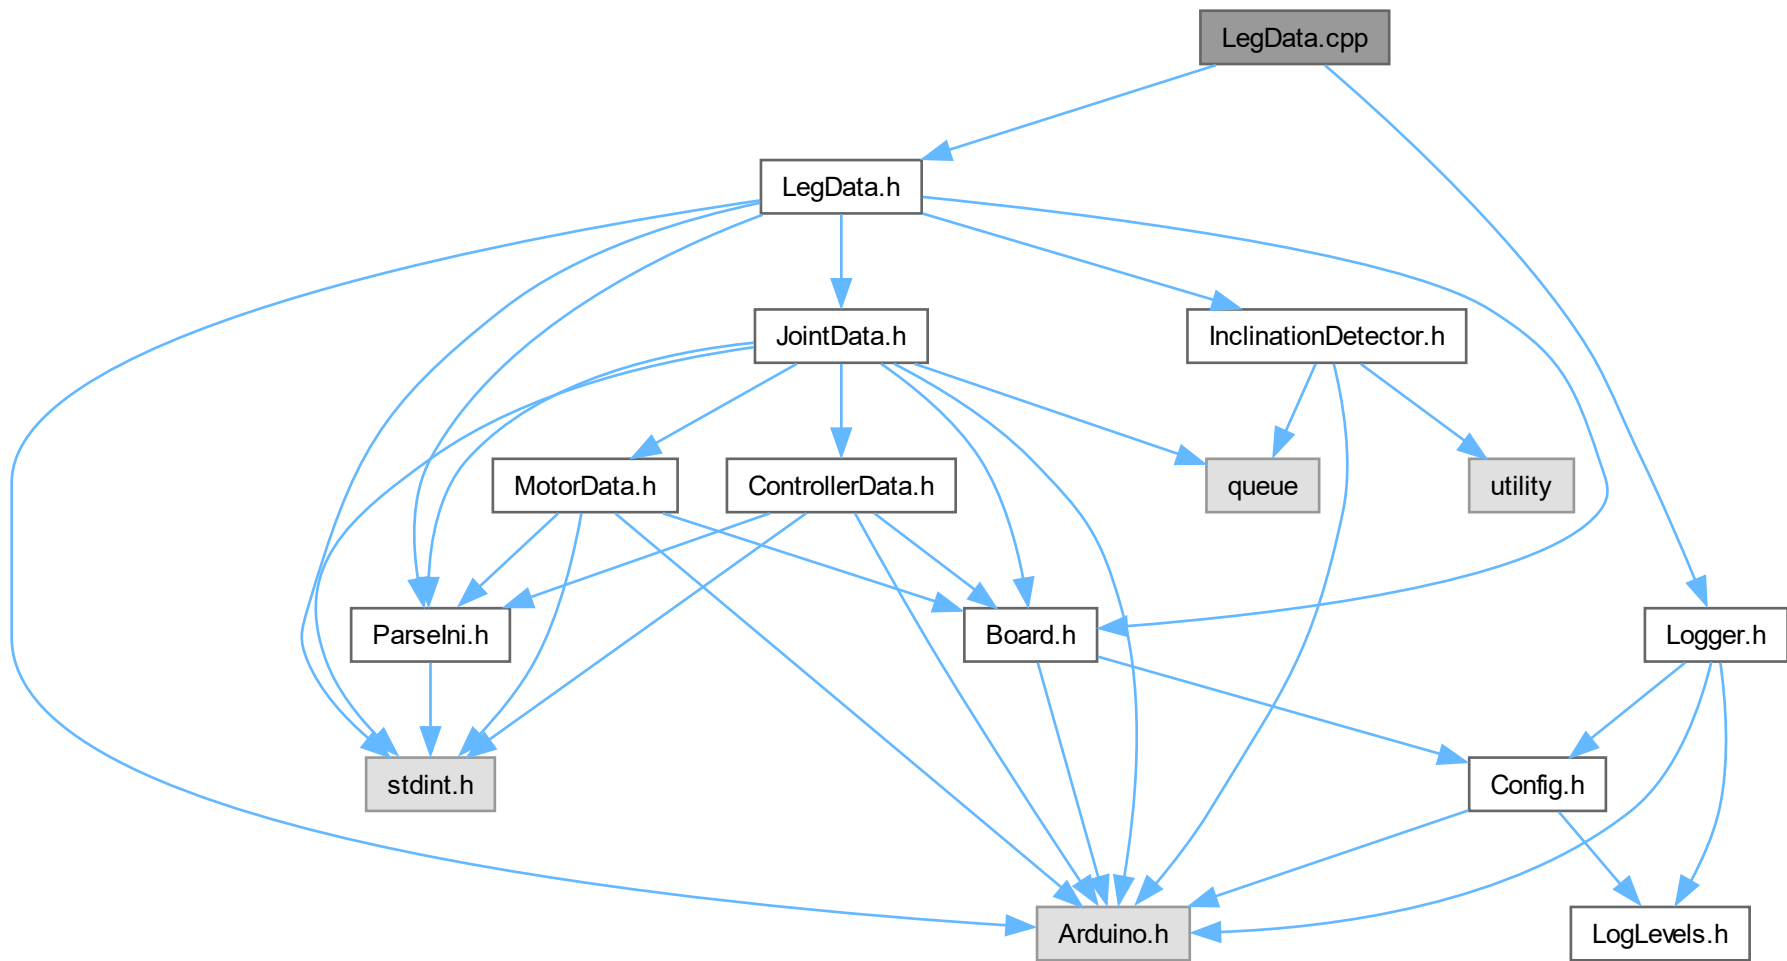 LegData.cpp
LegData.h
JointData.h
InclinationDetector.h
MotorData.h
ControllerData.h
queue
utility
ParseIni.h
Board.h
Logger.h
stdint.h
Config.h
Arduino.h
LogLevels.h